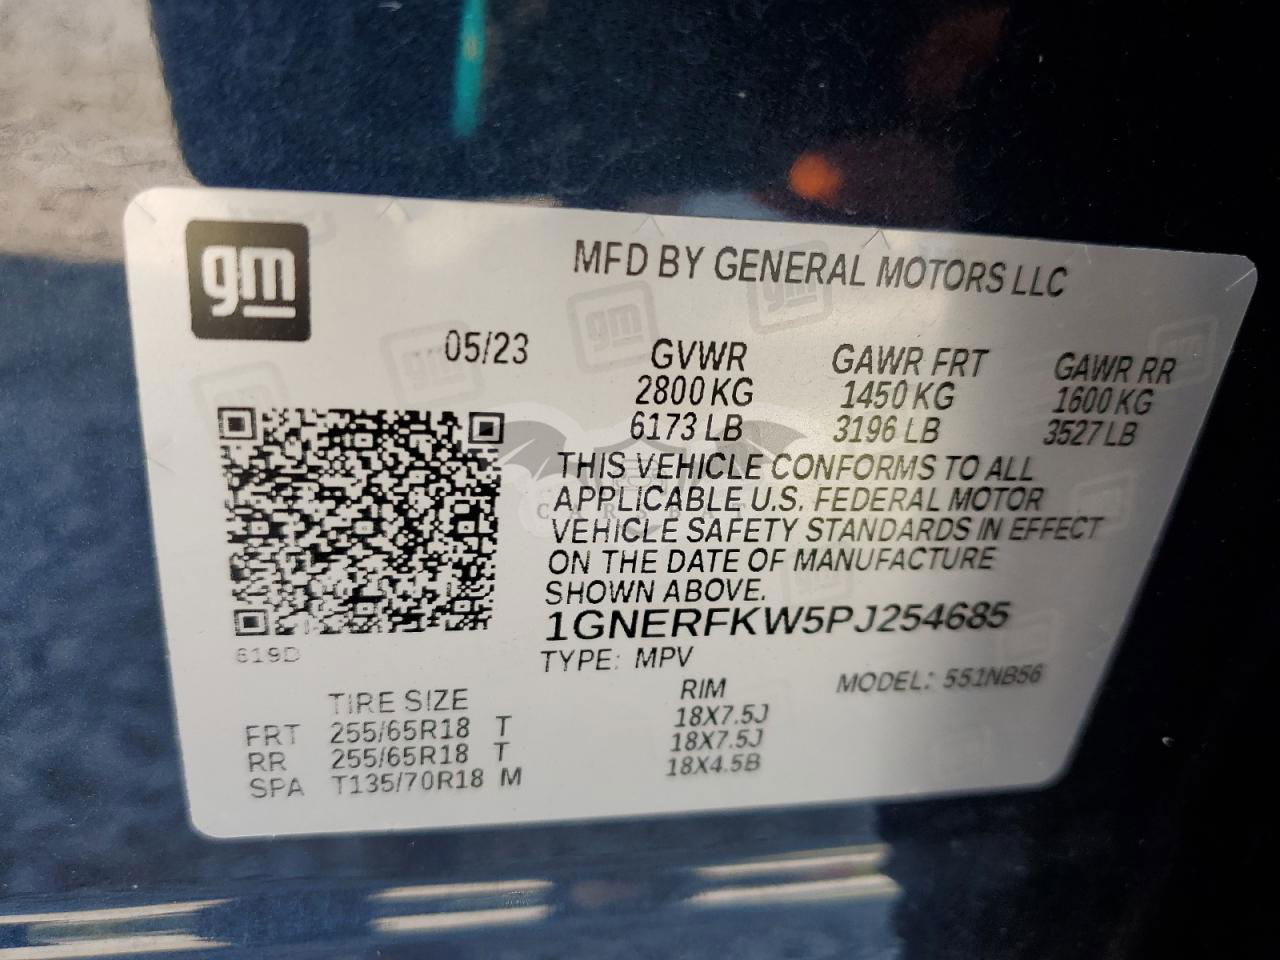 gm
MFD BY GENERAL MOTORS LLC
05/23
GVWR GAWR FRT GAWR RR
2800 KG 1450 KG 1600 KG
6173 LB 3196 LB 3527 LB
THIS VEHICLE CONFORMS TO ALL
APPLICABLE U.S. FEDERAL MOTOR
VEHICLE SAFETY STANDARDS IN EFFECT
ON THE DATE OF MANUFACTURE
SHOWN ABOVE.
1GNERFKW5PJ254685
619D
TYPE: MPV
MODEL: 551NB56
TIRE SIZE RIM
FRT 255/65R18 T 18X7.5J
RR 255/65R18 T 18X7.5J
SPA T135/70R18 M 18X4.5B